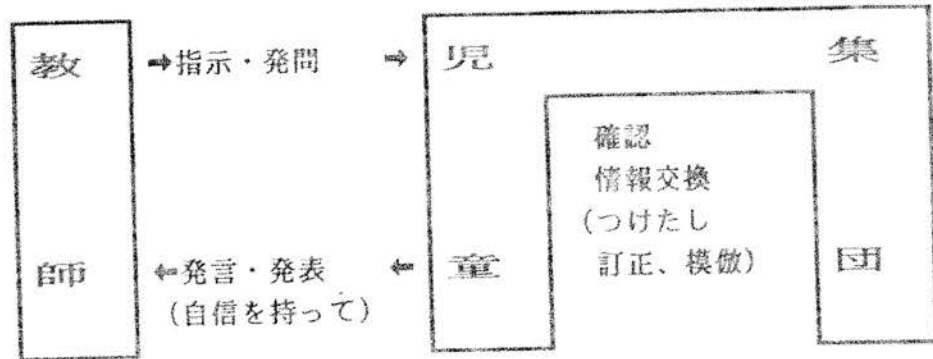 教師
➡指示・発問 ➡
⬅発言・発表 ⬅
(自信を持って)
児童
集団
確認
情報交換
(つけたし
訂正、模倣)